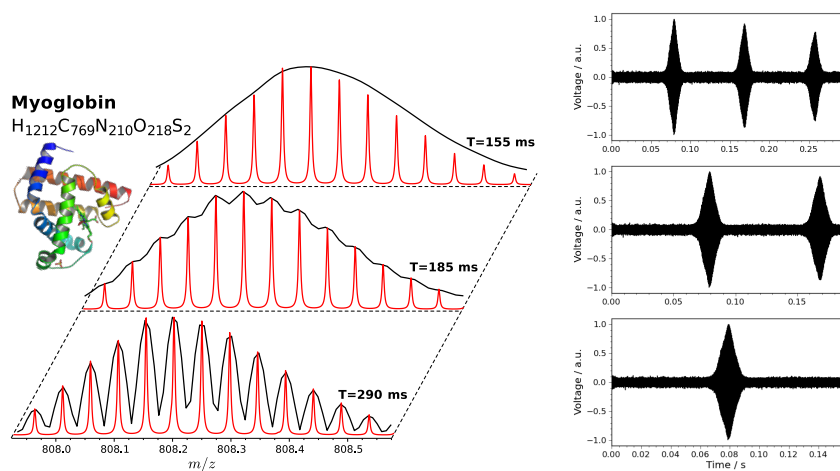 Myoglobin
H1212C769N210O218S2
T=155 ms
T=185 ms
T=290 ms
808.0 808.1 808.2 808.3 808.4 808.5
m/z
Voltage / a.u.
1.0
0.5
0.0
−0.5
−1.0
0.00 0.05 0.10 0.15 0.20 0.25
Voltage / a.u.
1.0
0.5
0.0
−0.5
−1.0
0.00 0.05 0.10 0.15
Voltage / a.u.
1.0
0.5
0.0
−0.5
−1.0
0.00 0.02 0.04 0.06 0.08 0.10 0.12 0.14
Time / s